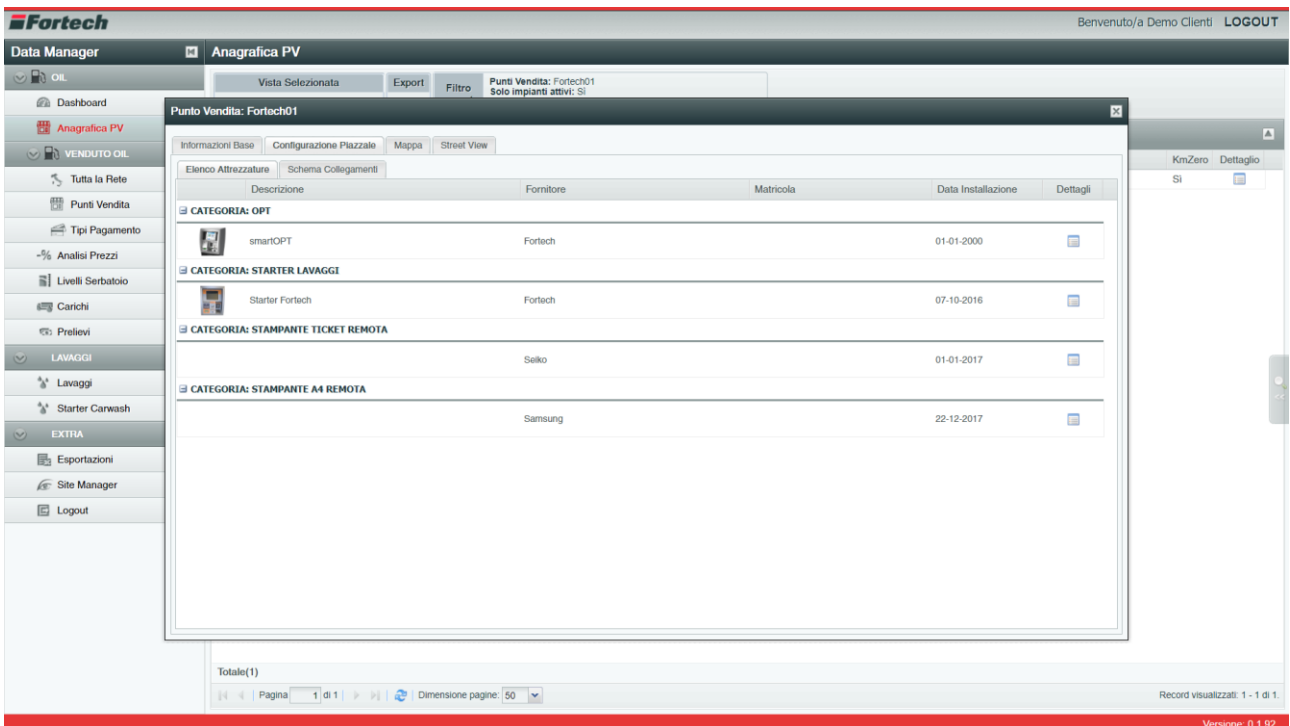 Fortech
Benvenuto/a Demo Clienti LOGOUT
Data Manager
Anagrafica PV
OIL
Dashboard
Anagrafica PV
VENDUTO OIL
Tutta la Rete
Punti Vendita
Tipi Pagamento
Analisi Prezzi
Livelli Serbatoio
Carichi
Prelievi
LAVAGGI
Lavaggi
Starter Carwash
EXTRA
Esportazioni
Site Manager
Logout
Vista Selezionata Export Filtro
Punti Vendita: Fortech01
Solo impianti attivi: Sì
KmZero Dettaglio
Sì
Punto Vendita: Fortech01
Informazioni Base Configurazione Piazzale Mappa Street View
Elenco Attrezzature Schema Collegamenti
Descrizione Fornitore Matricola Data Installazione Dettagli
CATEGORIA: OPT
smartOPT Fortech 01-01-2000
CATEGORIA: STARTER LAVAGGI
Starter Fortech Fortech 07-10-2016
CATEGORIA: STAMPANTE TICKET REMOTA
Seiko 01-01-2017
CATEGORIA: STAMPANTE A4 REMOTA
Samsung 22-12-2017
<<
Totale(1)
Pagina 1 di 1 Dimensione pagine: 50
Record visualizzati: 1 - 1 di 1.
Versione: 0.1.92